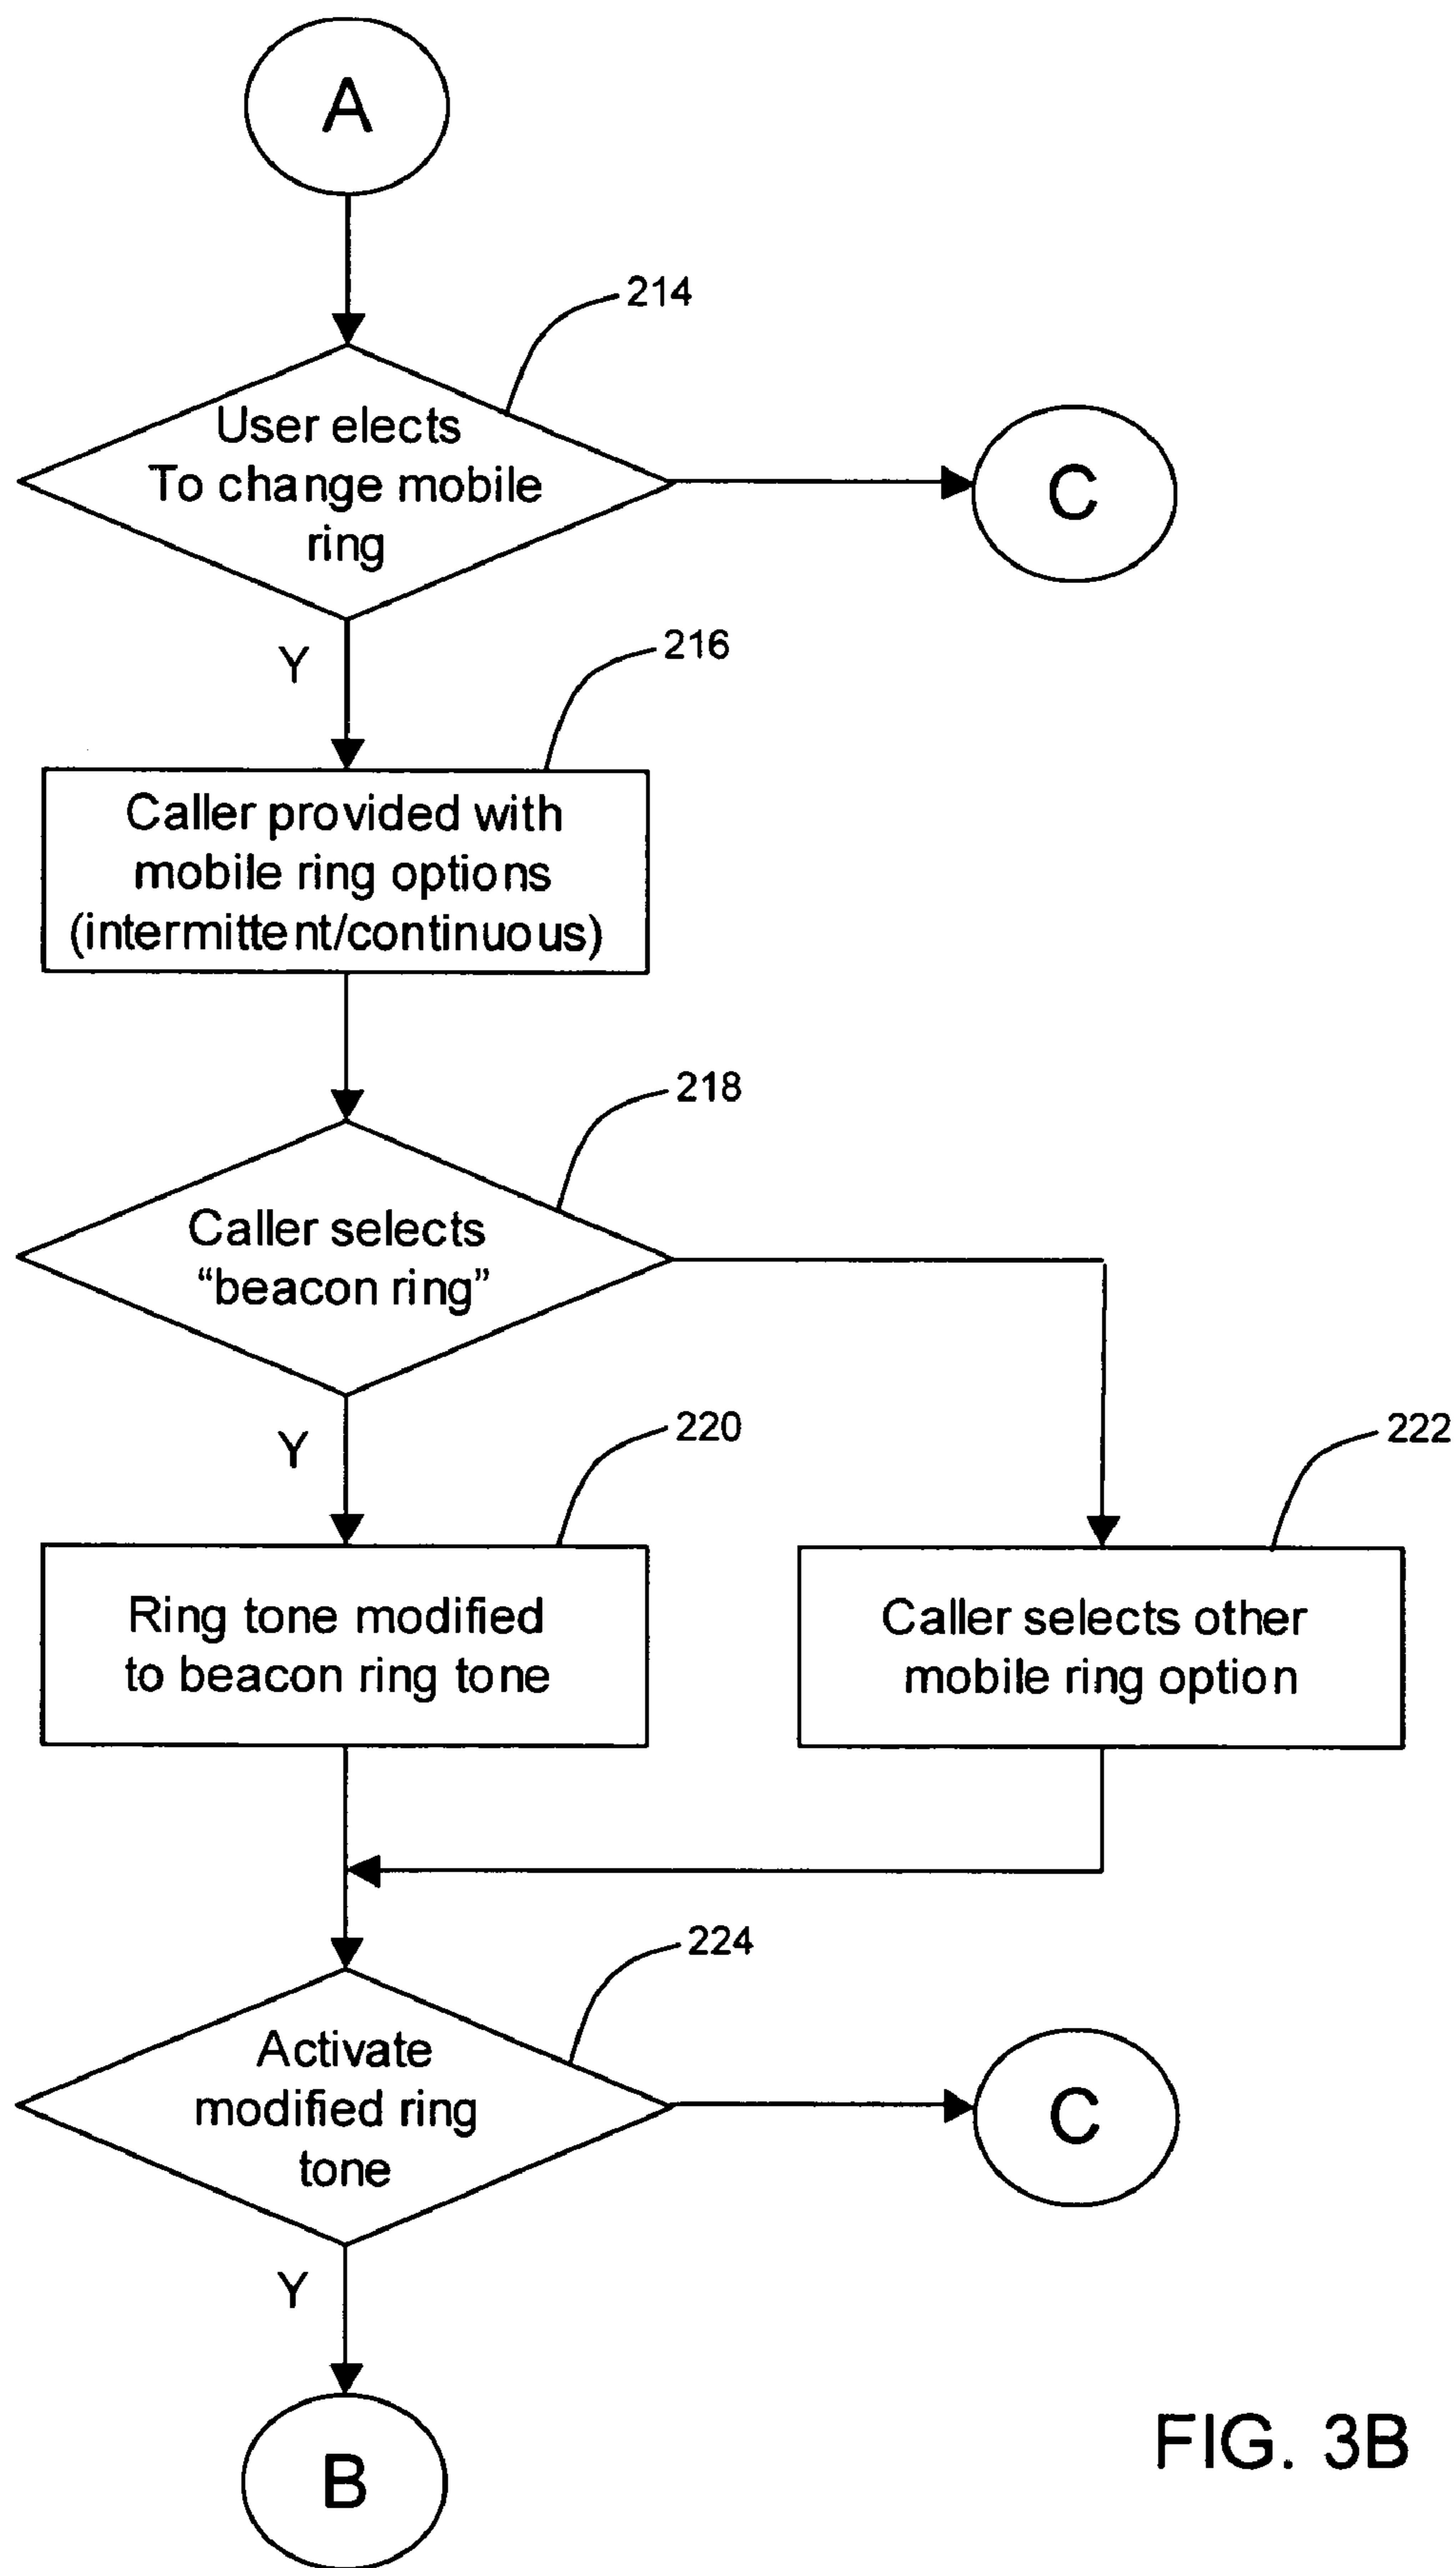 A
214
User elects
To change mobile
ring
C
Y
216
Caller provided with
mobile ring options
(intermittent/continuous)
218
Caller selects
“beacon ring”
Y
220
222
Ring tone modified
to beacon ring tone
Caller selects other
mobile ring option
224
Activate
modified ring
tone
C
Y
B
FIG. 3B